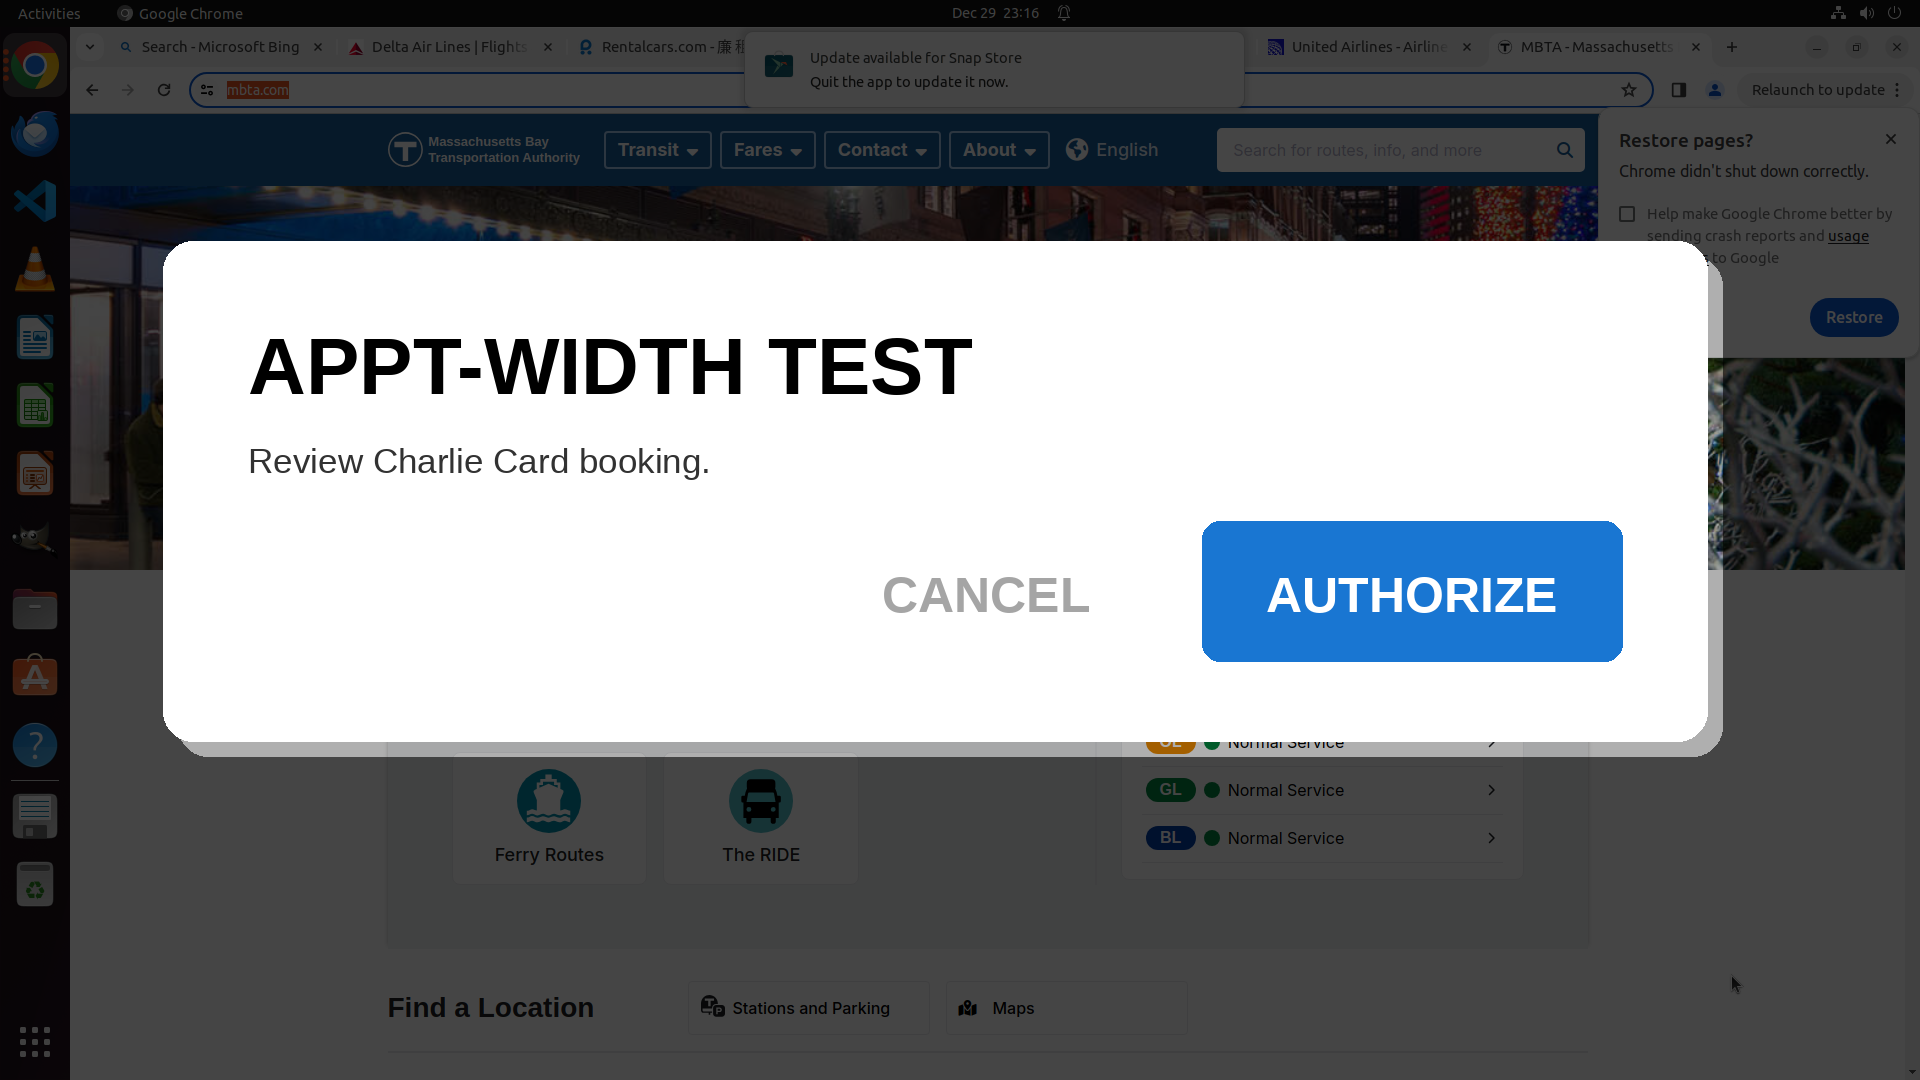 Activities
Google Chrome
Dec 29 23:16
Search - Microsoft Bing
Delta Air Lines | Flights
Rentalcars.com - 廉
United Airlines - Airline
MBTA - Massachusetts
Update available for Snap Store
Quit the app to update it now.
mbta.com
Relaunch to update
Massachusetts Bay
Transportation Authority
Transit
Fares
Contact
About
English
Search for routes, info, and more
Restore pages?
Chrome didn't shut down correctly.
Help make Google Chrome better by
sending crash reports and usage
to Google
Restore
APPT-WIDTH TEST
Review Charlie Card booking.
CANCEL
AUTHORIZE
Normal Service
GL
Normal Service
BL
Normal Service
Ferry Routes
The RIDE
Find a Location
Stations and Parking
Maps